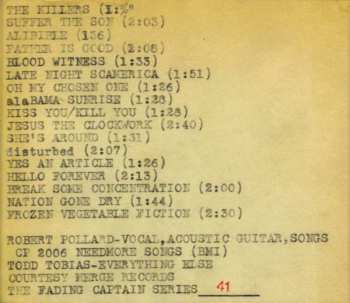 THE KILLERS (1:%"
SUFFER THE SON (2:03)
ALIBIBLE (136)
FATHER IS GOOD (2:08)
BLOOD WITNESS (1:33)
LATE NIGHT SCAMERICA (1:51)
OH MY CHOSEN ONE (1:26)
alaBAMA SUNRISE (1:28)
KISS YOU/KILL YOU (1:28)
JESUS THE CLOCKWORK (2:40)
SHE'S AROUND (1:31)
disturbed (2:07)
YES AN ARTICLE (1:26)
HELLO FOREVER (2:13)
BREAK SOME CONCENTRATION (2:00)
NATION GONE DRY (1:44)
FROZEN VEGETABLE FICTION (2:30)
ROBERT POLLARD-VOCAL,ACOUSTIC GUITAR,SONGS
CP 2006 NEEDMORE SONGS (BMI)
TODD TOBIAS-EVERYTHING ELSE
COURTESY MERGE RECORDS
THE FADING CAPTAIN SERIES 41